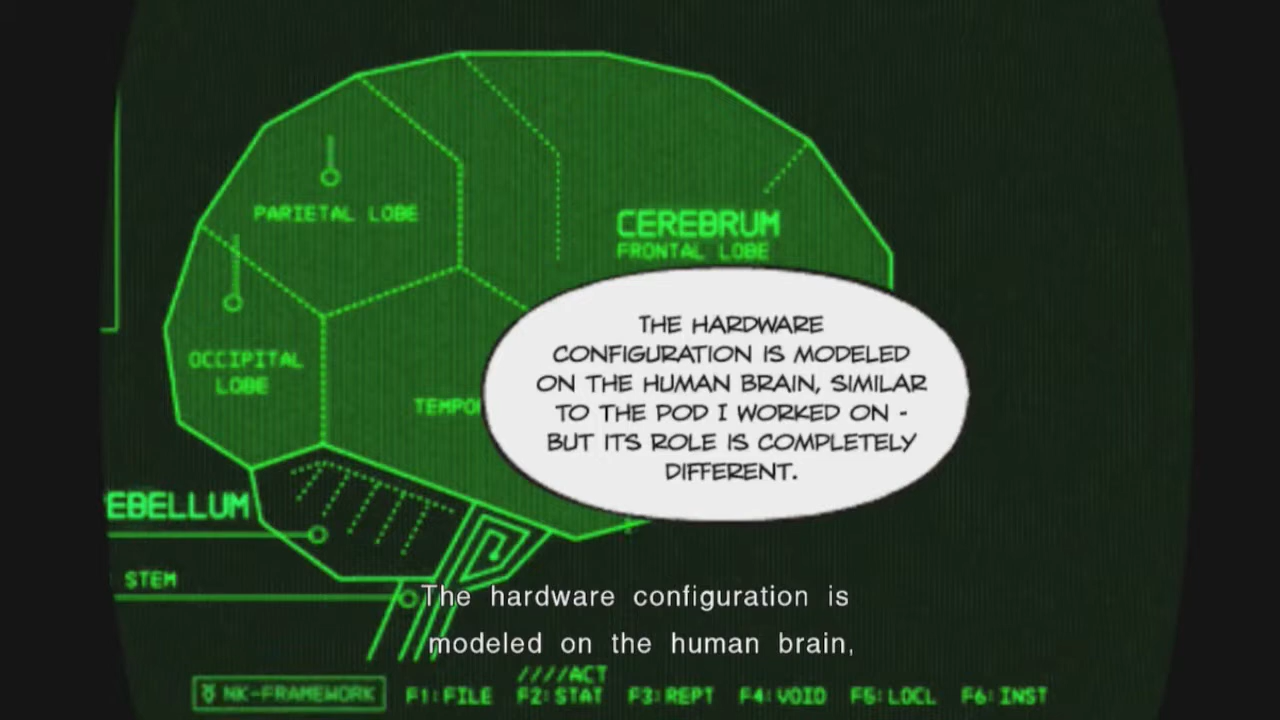 PARIETAL LOBE
CEREBRUM
FRONTAL LOBE
OCCIPITAL
LOBE
THE HARDWARE
CONFIGURATION IS MODELED
ON THE HUMAN BRAIN, SIMILAR
TO THE POD I WORKED ON -
BUT ITS ROLE IS COMPLETELY
DIFFERENT.
TEMPO
EBELLUM
STEM
The hardware configuration is
modeled on the human brain,
////ACT
NK-FRAMEWORK F1:FILE F2:STAT F3:REPT F4:VOID F5:LOCL F6:INST